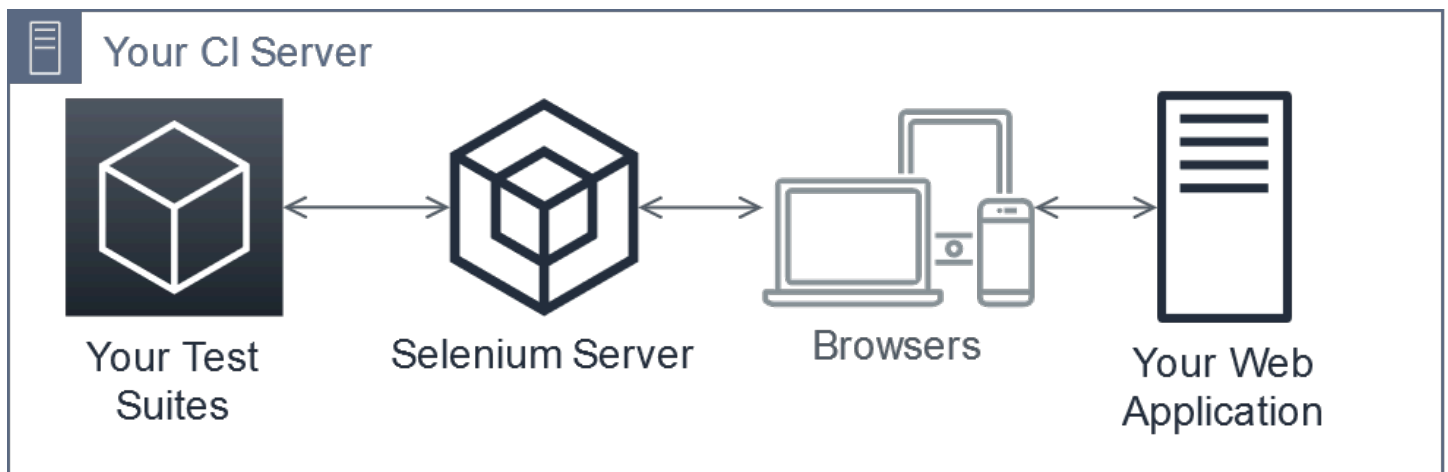 Your CI Server
Your Test
Suites
Selenium Server
Browsers
Your Web
Application